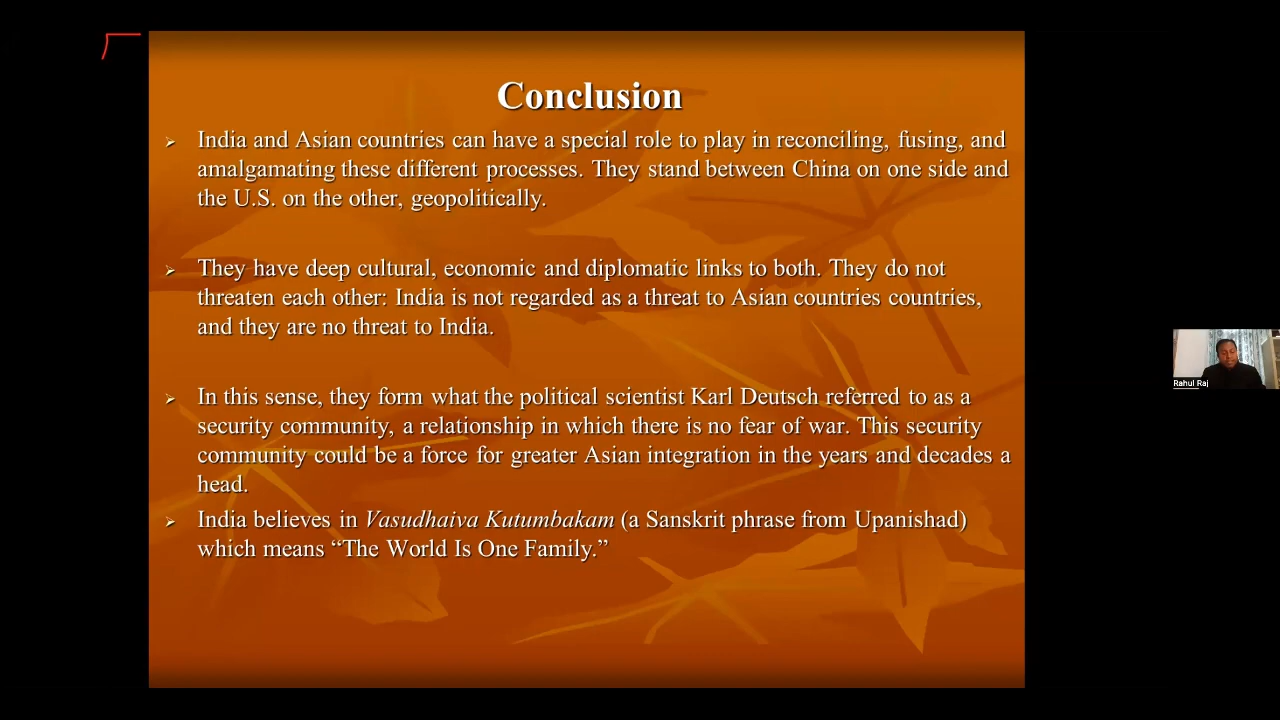 Conclusion
➢ India and Asian countries can have a special role to play in reconciling, fusing, and
amalgamating these different processes. They stand between China on one side and
the U.S. on the other, geopolitically.
➢ They have deep cultural, economic and diplomatic links to both. They do not
threaten each other: India is not regarded as a threat to Asian countries countries,
and they are no threat to India.
➢ In this sense, they form what the political scientist Karl Deutsch referred to as a
security community, a relationship in which there is no fear of war. This security
community could be a force for greater Asian integration in the years and decades a
head.
➢ India believes in Vasudhaiva Kutumbakam (a Sanskrit phrase from Upanishad)
which means “The World Is One Family.”
Rahul Raj